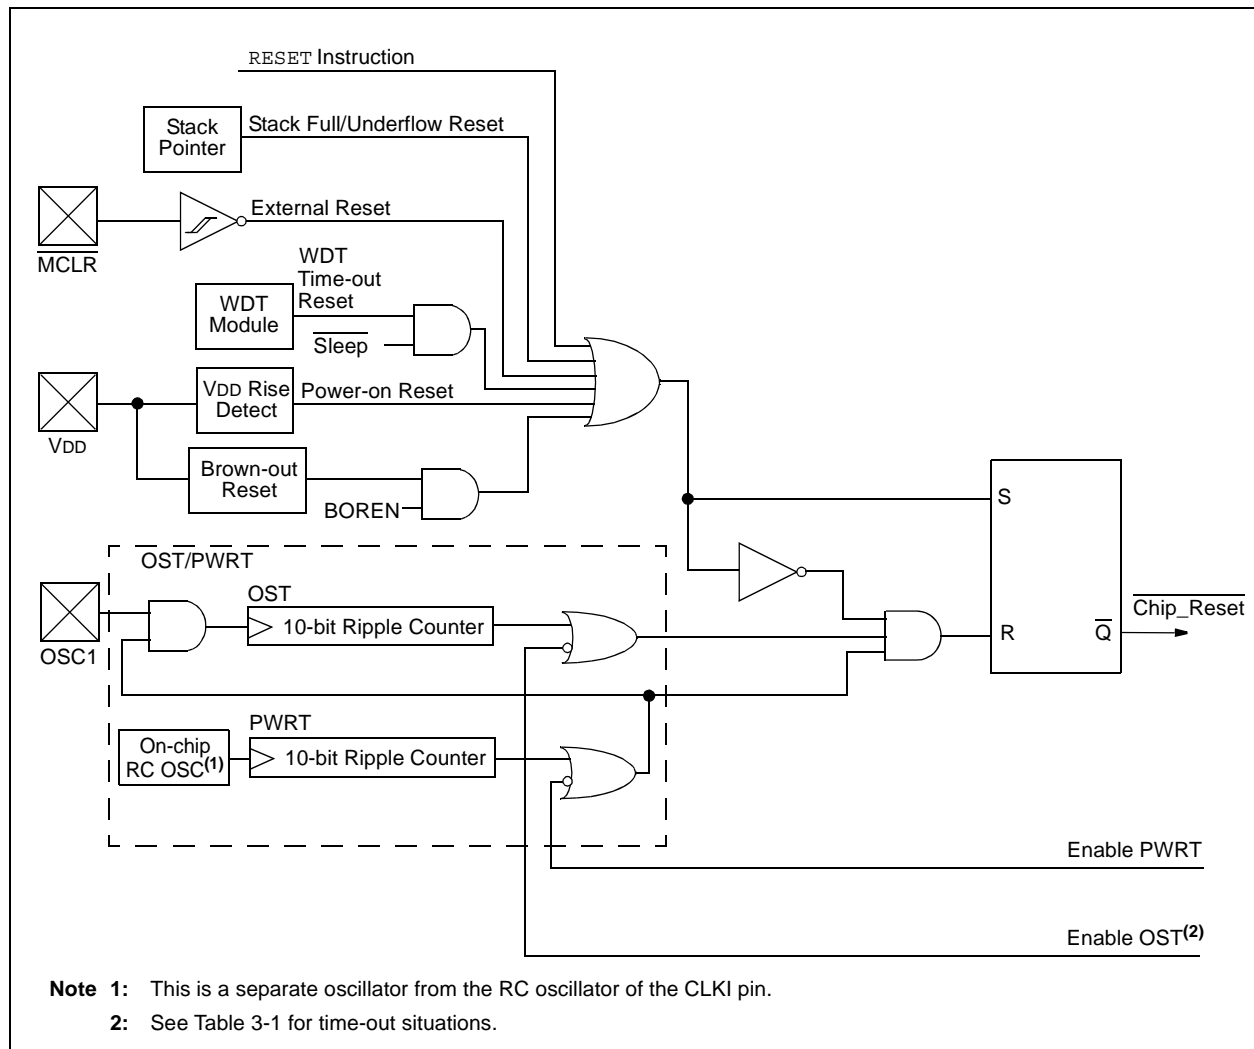 RESET Instruction
Stack
Pointer
Stack Full/Underflow Reset
External Reset
MCLR
WDT
Time-out
Reset
WDT
Module
Sleep
VDD Rise
Detect
Power-on Reset
VDD
Brown-out
Reset
BOREN
S
OST/PWRT
OST
10-bit Ripple Counter
OSC1
Chip_Reset
R
Q
PWRT
On-chip
RC OSC(1)
10-bit Ripple Counter
Enable PWRT
Enable OST(2)
Note 1: This is a separate oscillator from the RC oscillator of the CLKI pin.
2: See Table 3-1 for time-out situations.